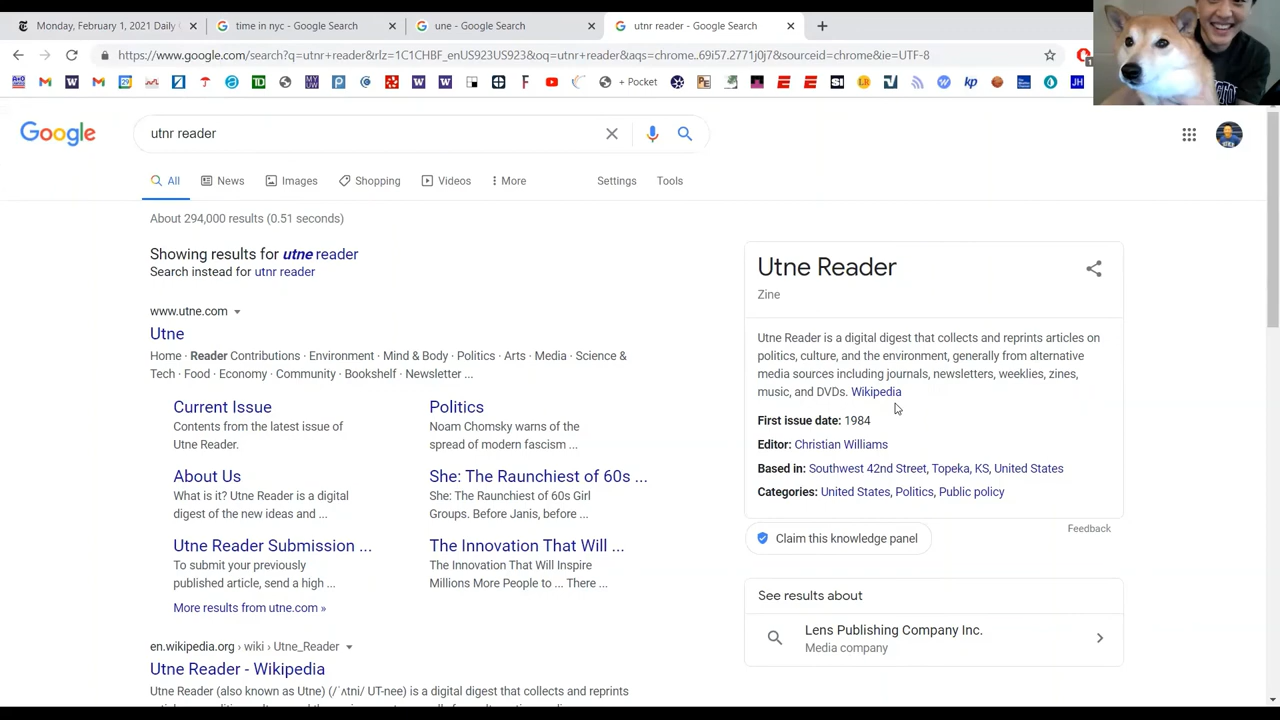 Monday, February 1, 2021 Daily
time in nyc - Google Search
une - Google Search
utnr reader - Google Search
https://www.google.com/search?q=utnr+reader&rlz=1C1CHBF_enUS923US923&oq=utnr+reader&aqs=chrome..69i57.2771j0j7&sourceid=chrome&ie=UTF-8
+ Pocket
SI
kp
JH
Google
utnr reader
All
News
Images
Shopping
Videos
More
Settings
Tools
About 294,000 results (0.51 seconds)
Showing results for utne reader
Search instead for utnr reader
www.utne.com
Utne
Home · Reader Contributions · Environment · Mind & Body · Politics · Arts · Media · Science &
Tech · Food · Economy · Community · Bookshelf · Newsletter ...
Current Issue
Contents from the latest issue of
Utne Reader.
Politics
Noam Chomsky warns of the
spread of modern fascism ...
About Us
What is it? Utne Reader is a digital
digest of the new ideas and ...
She: The Raunchiest of 60s ...
She: The Raunchiest of 60s Girl
Groups. Before Janis, before ...
Utne Reader Submission ...
To submit your previously
published article, send a high ...
The Innovation That Will ...
The Innovation That Will Inspire
Millions More People to ... There ...
More results from utne.com »
en.wikipedia.org › wiki › Utne_Reader
Utne Reader - Wikipedia
Utne Reader (also known as Utne) (/ˈʌtni/ UT-nee) is a digital digest that collects and reprints
Utne Reader
Zine
Utne Reader is a digital digest that collects and reprints articles on
politics, culture, and the environment, generally from alternative
media sources including journals, newsletters, weeklies, zines,
music, and DVDs. Wikipedia
First issue date: 1984
Editor: Christian Williams
Based in: Southwest 42nd Street, Topeka, KS, United States
Categories: United States, Politics, Public policy
Feedback
Claim this knowledge panel
See results about
Lens Publishing Company Inc.
Media company